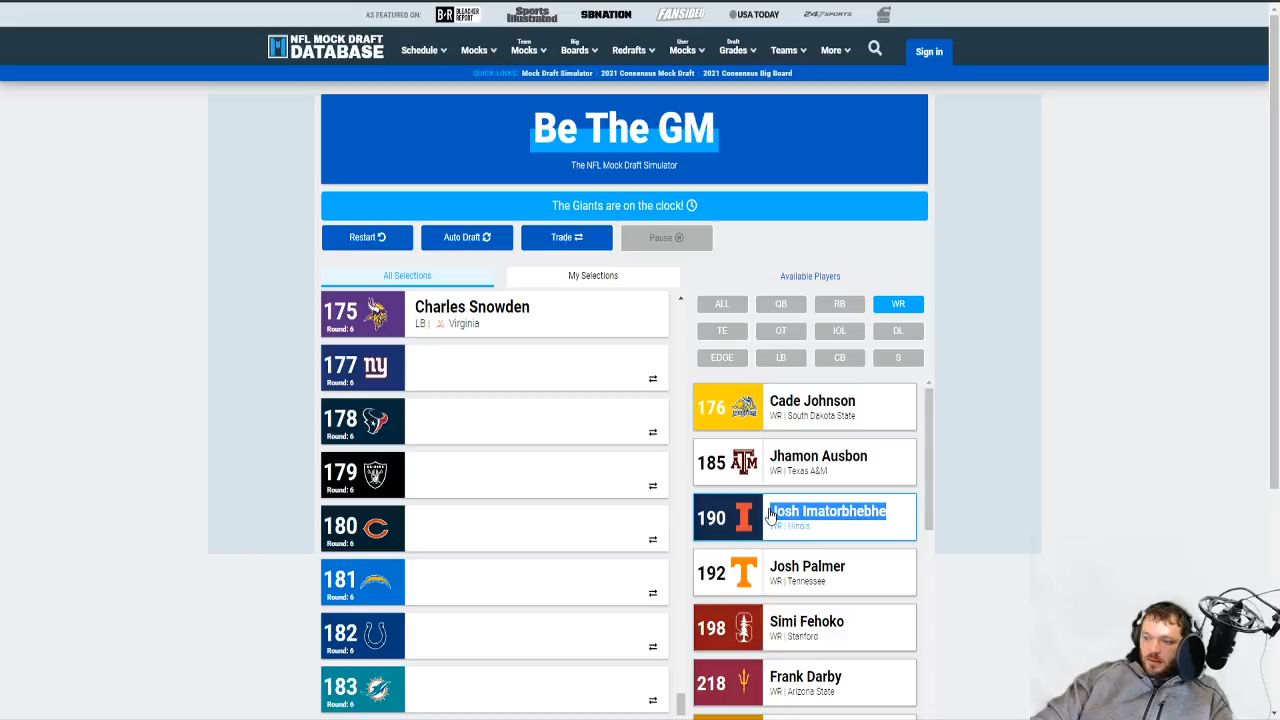 AS FEATURED ON:
B/R BLEACHER REPORT
Sports Illustrated
SBNATION
FANSIDED
USA TODAY
247SPORTS
NFL MOCK DRAFT
DATABASE
Schedule
Mocks
Team
Mocks
Big
Boards
Redrafts
User
Mocks
Draft
Grades
Teams
More
Sign in
QUICK LINKS: Mock Draft Simulator | 2021 Consensus Mock Draft | 2021 Consensus Big Board
Be The GM
The NFL Mock Draft Simulator
The Giants are on the clock!
Restart
Auto Draft
Trade
Pause
All Selections
My Selections
Available Players
ALL
QB
RB
WR
TE
OT
IOL
DL
EDGE
LB
CB
S
175
Round: 6
Charles Snowden
LB | Virginia
177
ny
Round: 6
178
Round: 6
179
Round: 6
180
Round: 6
181
Round: 6
182
Round: 6
183
Round: 6
176
Cade Johnson
WR | South Dakota State
185
ATM
Jhamon Ausbon
WR | Texas A&M
190
I
Josh Imatorbhebhe
WR | Illinois
192
T
Josh Palmer
WR | Tennessee
198
S
Simi Fehoko
WR | Stanford
218
Frank Darby
WR | Arizona State